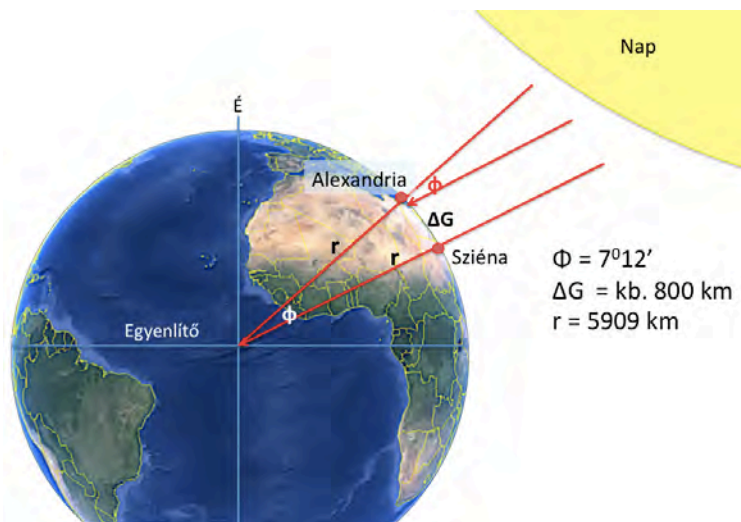 Nap
É
Alexandria
Φ
ΔG
r
r
Sziéna
Φ
Egyenlítő
Φ = 7⁰12’
ΔG = kb. 800 km
r = 5909 km